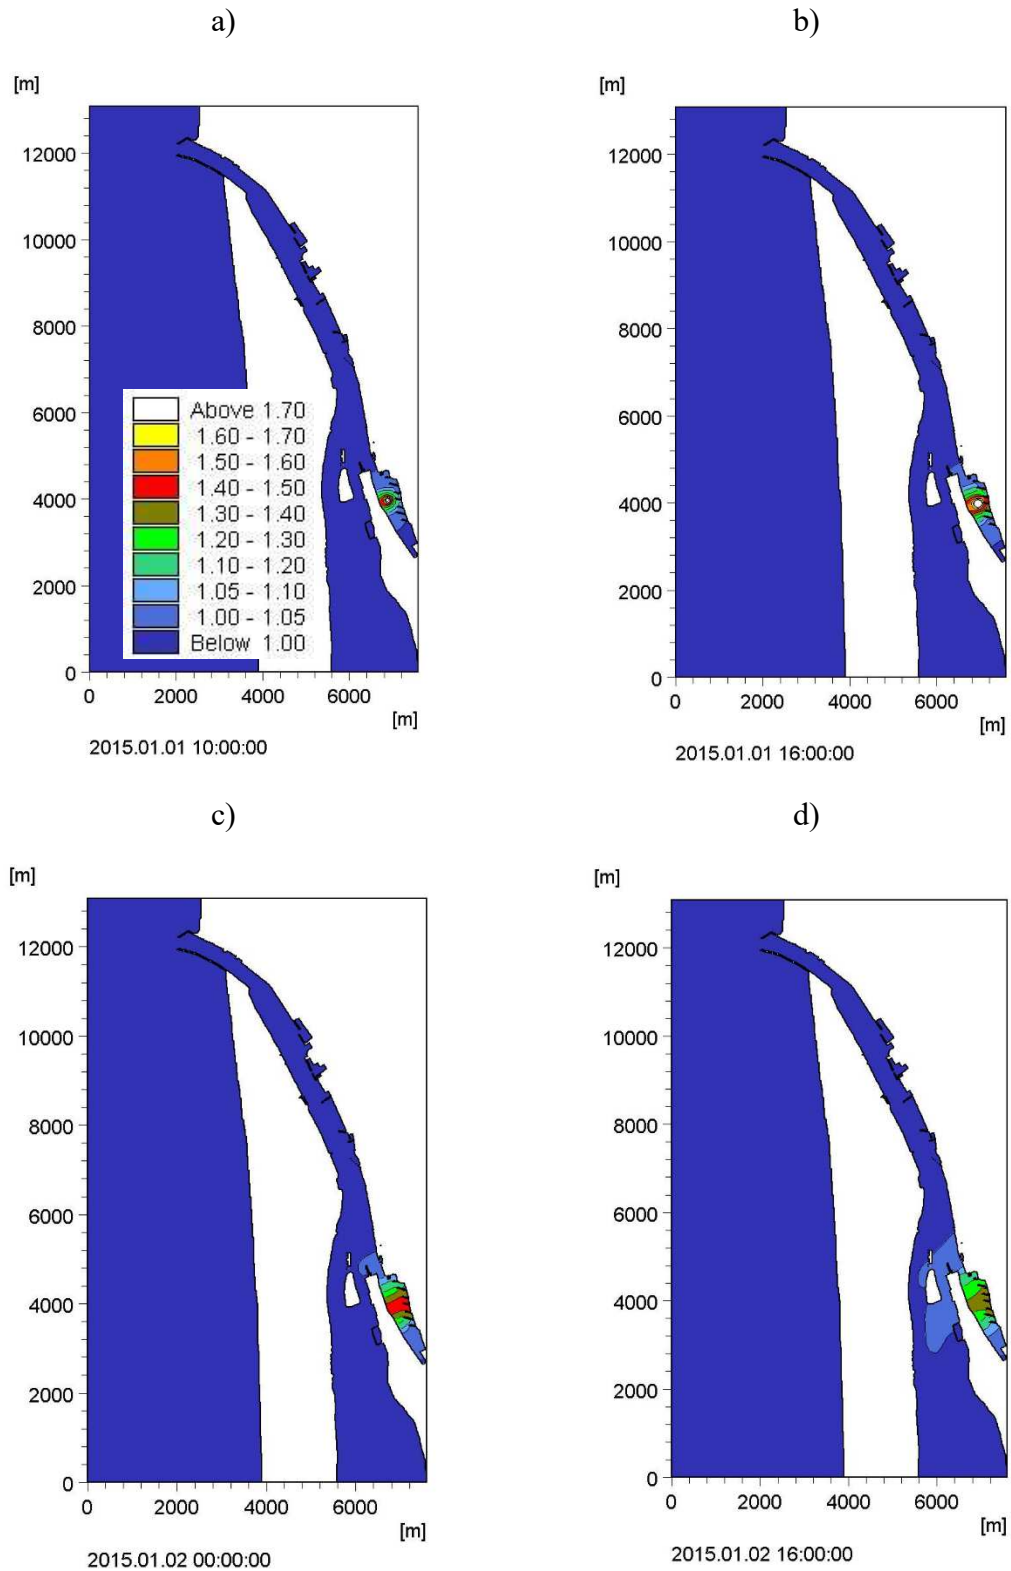 a)
b)
[m]
[m]
12000
10000
8000
6000
4000
2000
0
Above 1.70
1.60 - 1.70
1.50 - 1.60
1.40 - 1.50
1.30 - 1.40
1.20 - 1.30
1.10 - 1.20
1.05 - 1.10
1.00 - 1.05
Below 1.00
0 2000 4000 6000
[m]
2015.01.01 10:00:00
12000
10000
8000
6000
4000
2000
0
0 2000 4000 6000
[m]
2015.01.01 16:00:00
c)
d)
[m]
[m]
12000
10000
8000
6000
4000
2000
0
0 2000 4000 6000
[m]
2015.01.02 00:00:00
12000
10000
8000
6000
4000
2000
0
0 2000 4000 6000
[m]
2015.01.02 16:00:00